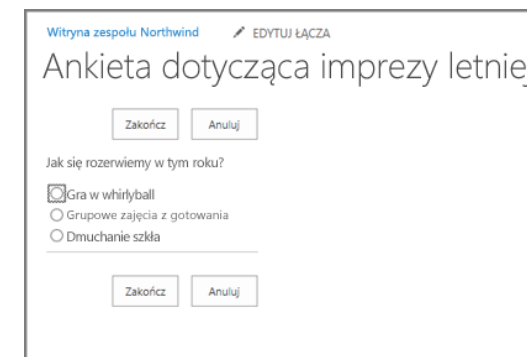 Witryna zespołu Northwind EDYTUJ ŁĄCZA
Ankieta dotycząca imprezy letniej
Zakończ Anuluj
Jak się rozerwiemy w tym roku?
Gra w whirlyball
Grupowe zajęcia z gotowania
Dmuchanie szkła
Zakończ Anuluj